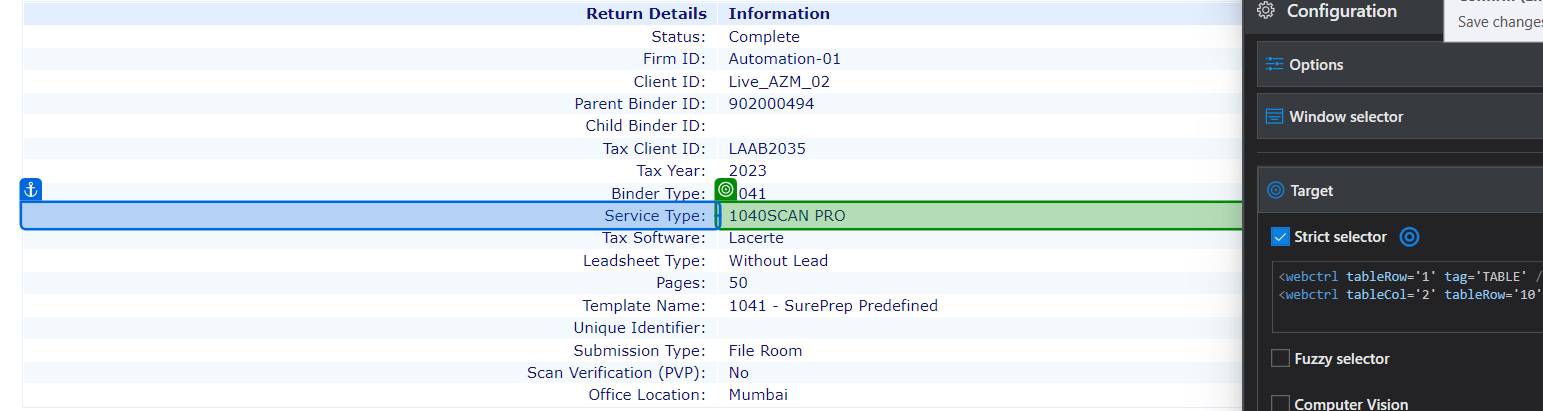 Return Details Information
Status: Complete
Firm ID: Automation-01
Client ID: Live_AZM_02
Parent Binder ID: 902000494
Child Binder ID:
Tax Client ID: LAAB2035
Tax Year: 2023
Binder Type: 041
Service Type: 1040SCAN PRO
Tax Software: Lacerte
Leadsheet Type: Without Lead
Pages: 50
Template Name: 1041 - SurePrep Predefined
Unique Identifier:
Submission Type: File Room
Scan Verification (PVP): No
Office Location: Mumbai
Configuration
Save changes
Options
Window selector
Target
Strict selector
<webctrl tableRow='1' tag='TABLE' /
<webctrl tableCol='2' tableRow='10'
Fuzzy selector
Computer Vision